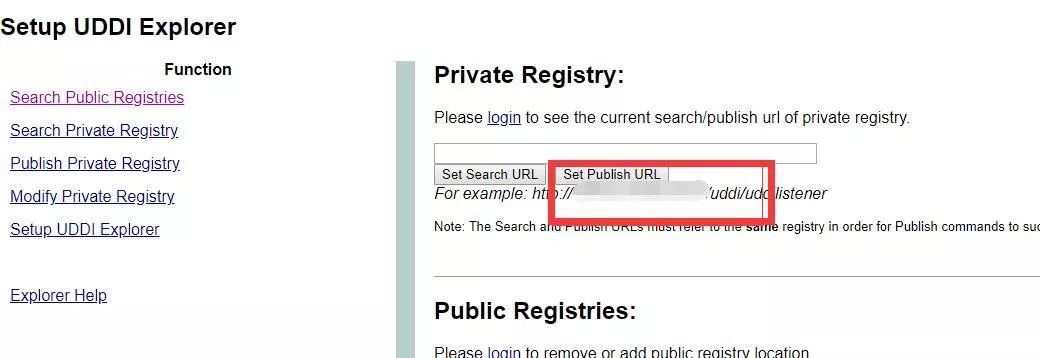 Setup UDDI Explorer
Function
Search Public Registries
Search Private Registry
Publish Private Registry
Modify Private Registry
Setup UDDI Explorer
Explorer Help
Private Registry:
Please login to see the current search/publish url of private registry.
Set Search URL Set Publish URL
For example: http:// /uddi/uddilistener
Note: The Search and Publish URLs must refer to the same registry in order for Publish commands to
Public Registries:
Please login to remove or add public registry location